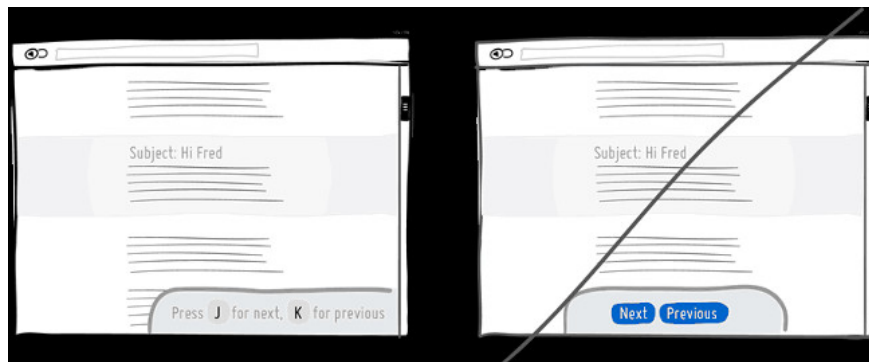 Subject: Hi Fred
Press J for next, K for previous
Subject: Hi Fred
Next Previous